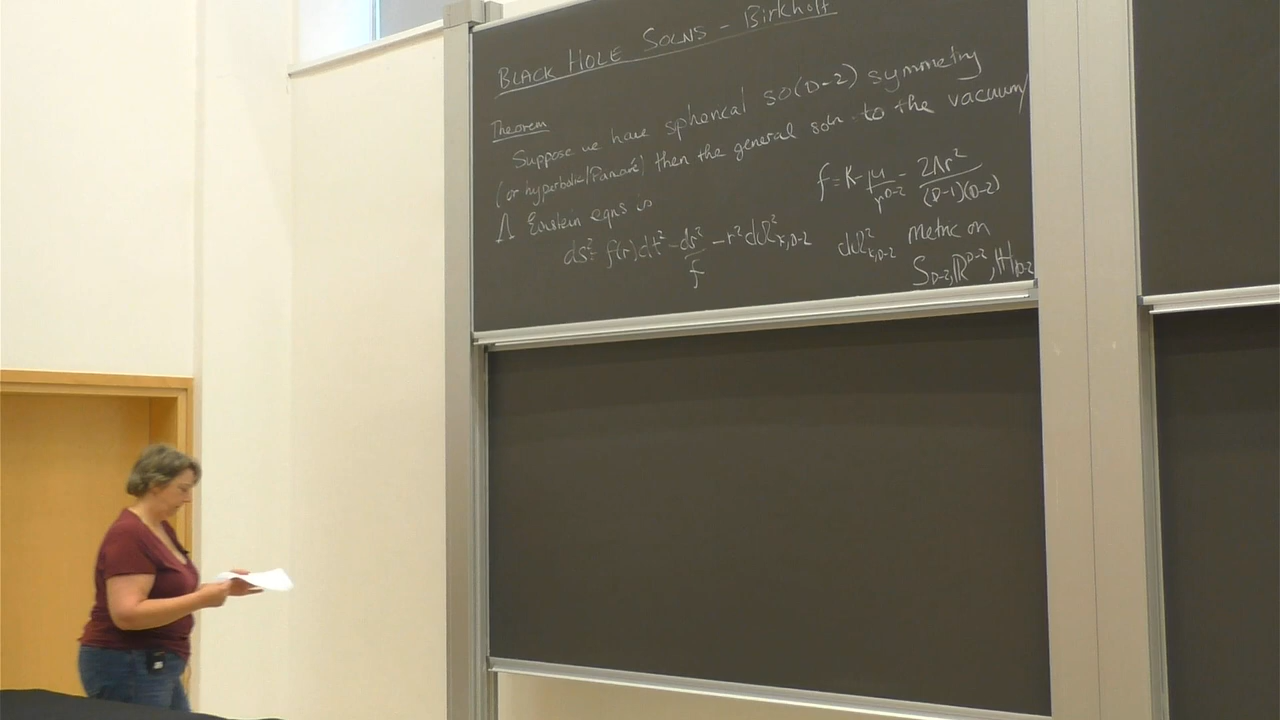 BLACK HOLE SOLNS – Birkhoff
Theorem
Suppose we have spherical SO(D-2) symmetry
(or hyperbolic/Planar) then the general soln. to the vacuum/
Λ Einstein eqns is
f = K - μ/r^{D-2} - 2Λr²/(D-1)(D-2)
ds² = f(r)dt² - dr²/f - r²dΩ²_{κ,D-2} dΩ²_{κ,D-2} metric on
S_{D-2}, ℝ^{D-2}, ℍ_{D-2}